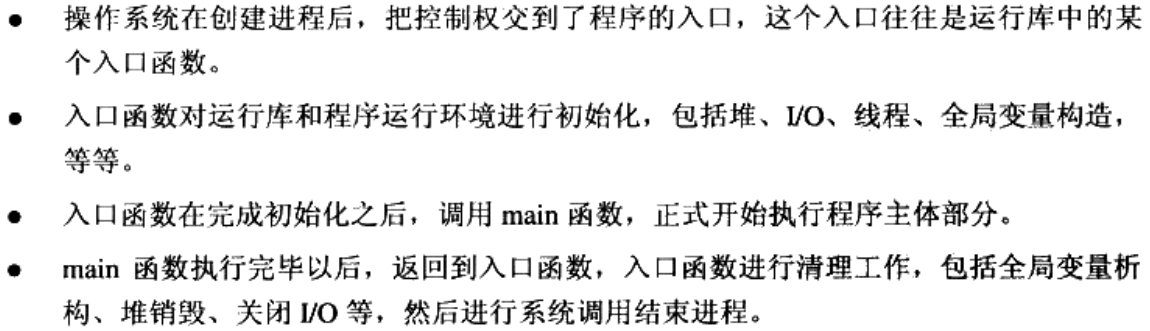 ● 操作系统在创建进程后，把控制权交到了程序的入口，这个入口往往是运行库中的某
个入口函数。
● 入口函数对运行库和程序运行环境进行初始化，包括堆、I/O、线程、全局变量构造，
等等。
● 入口函数在完成初始化之后，调用 main 函数，正式开始执行程序主体部分。
● main 函数执行完毕以后，返回到入口函数，入口函数进行清理工作，包括全局变量析
构、堆销毁、关闭 I/O 等，然后进行系统调用结束进程。